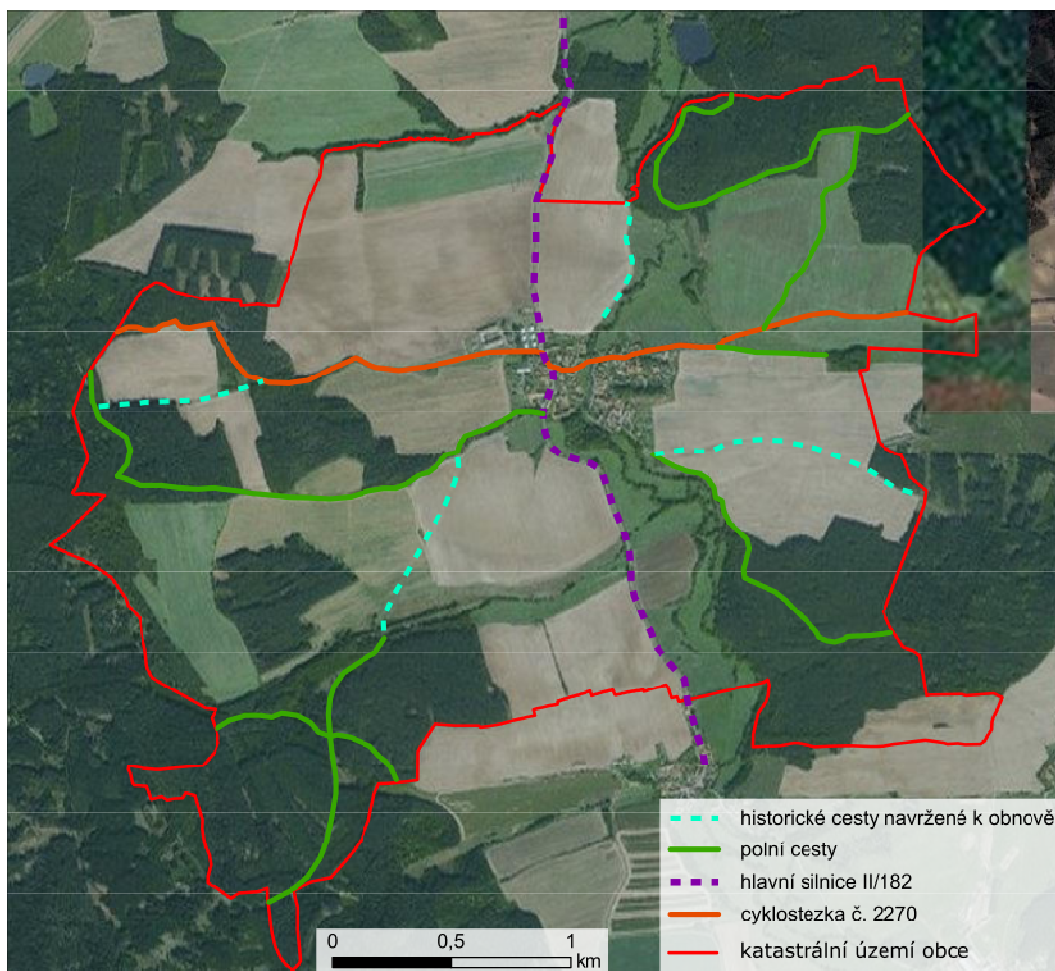 historické cesty navržené k obnově
polní cesty
hlavní silnice II/182
cyklostezka č. 2270
katastrální území obce
0 0,5 1
km